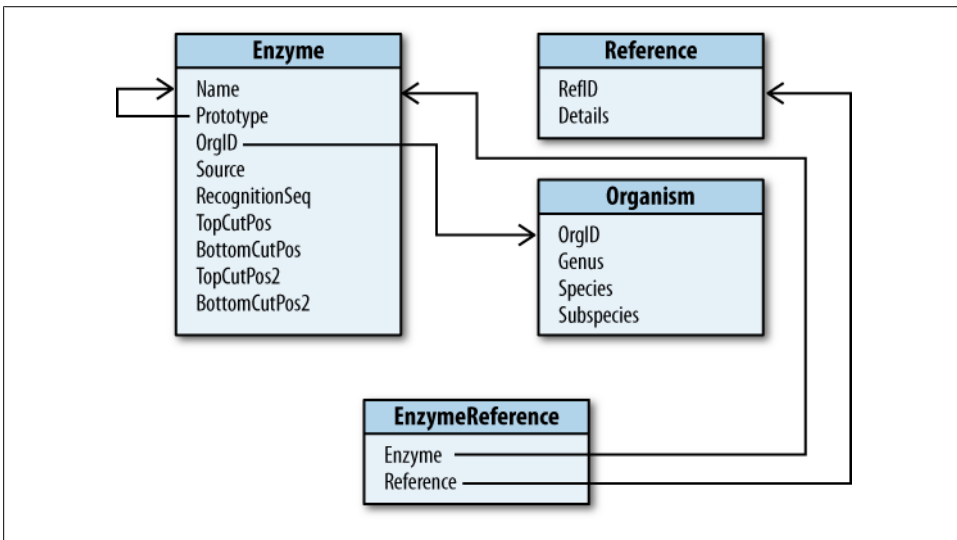 Enzyme
Name
Prototype
OrgID
Source
RecognitionSeq
TopCutPos
BottomCutPos
TopCutPos2
BottomCutPos2
Reference
RefID
Details
Organism
OrgID
Genus
Species
Subspecies
EnzymeReference
Enzyme
Reference